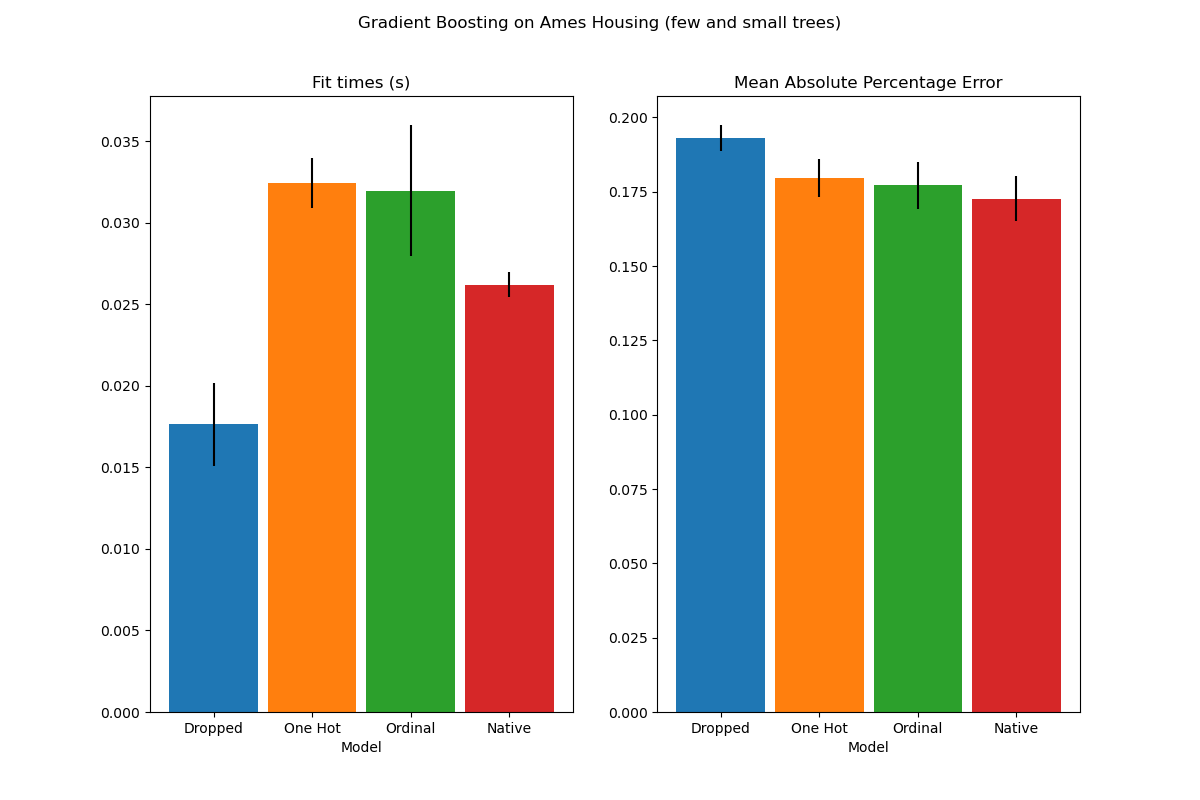 Gradient Boosting on Ames Housing (few and small trees)
Fit times (s)
0.035
0.030
0.025
0.020
0.015
0.010
0.005
0.000
Dropped One Hot Ordinal Native
Model
Mean Absolute Percentage Error
0.200
0.175
0.150
0.125
0.100
0.075
0.050
0.025
0.000
Dropped One Hot Ordinal Native
Model